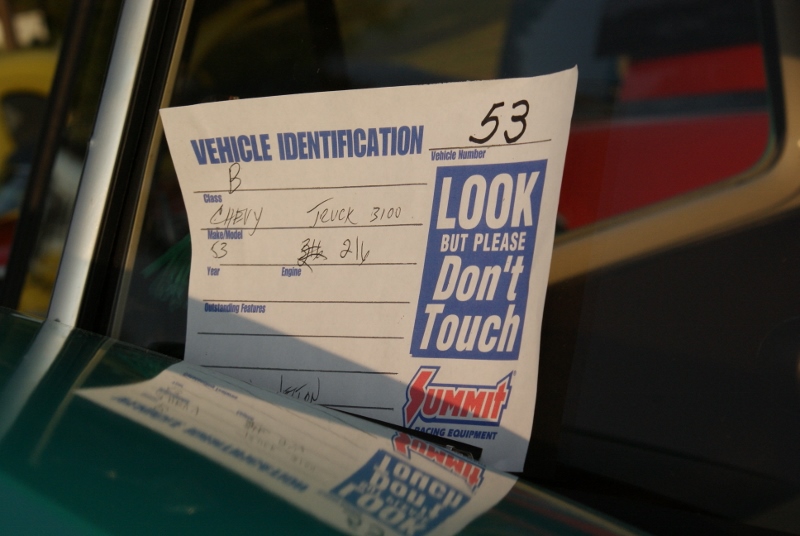 53
VEHICLE IDENTIFICATION
Vehicle Number
B
Class
CHEVY TRUCK 3100
Make/Model
53 216
Year Engine
Outstanding Features
LOOK
BUT PLEASE
Don't
Touch
SUMMIT
RACING EQUIPMENT